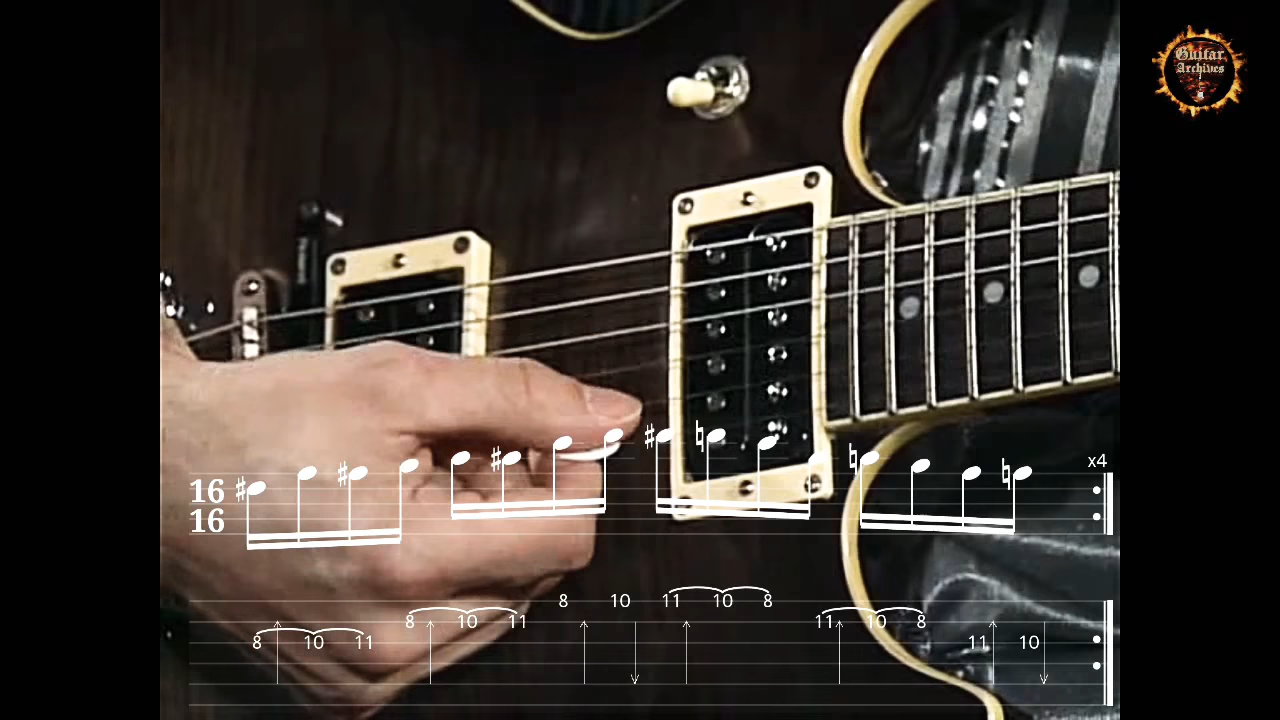 Guitar
Archives
x4
16
16
8 10 11 10 8
8 10 11 11 10 8
8 10 11 11 10